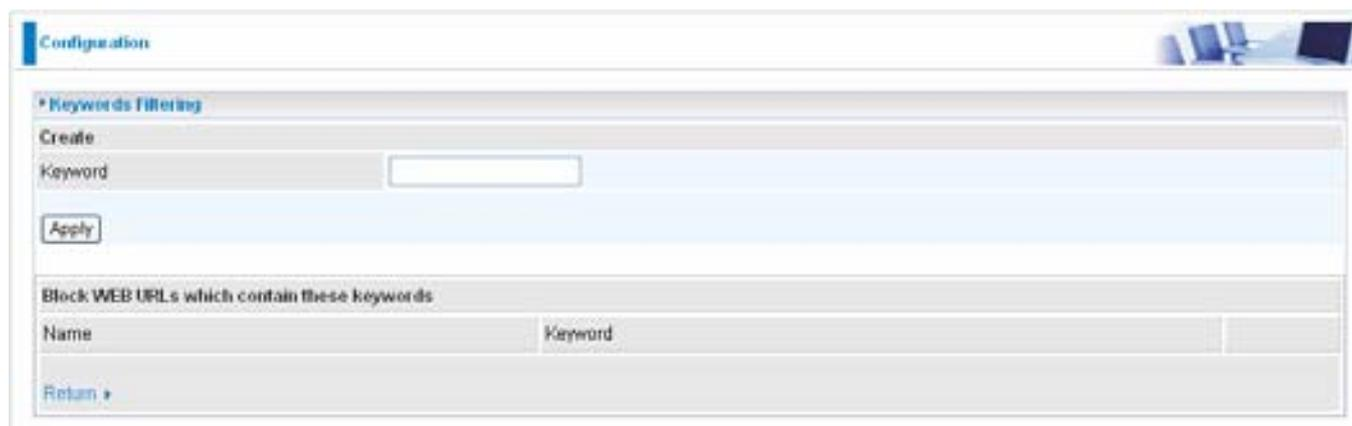 Configuration
Keywords Filtering
Create
Keyword
Apply
Block WEB URLs which contain these keywords
Name Keyword
Return